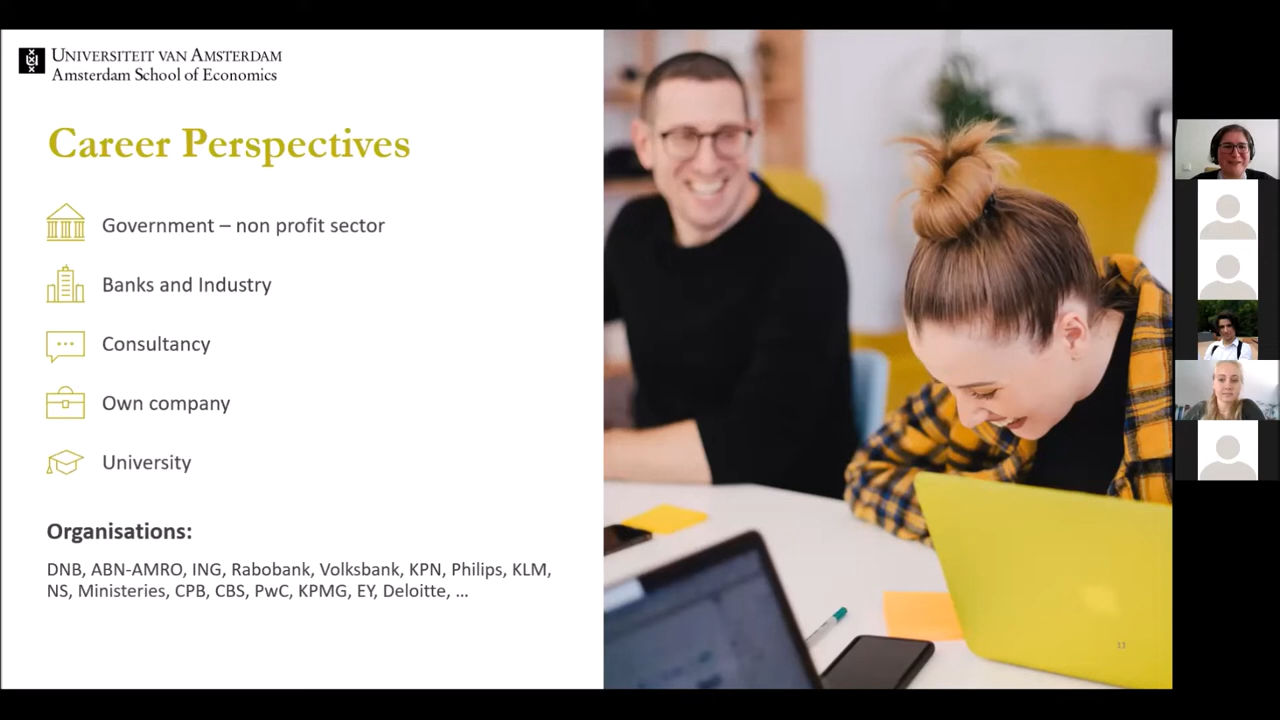 UNIVERSITEIT VAN AMSTERDAM
Amsterdam School of Economics
Career Perspectives
Government – non profit sector
Banks and Industry
Consultancy
Own company
University
Organisations:
DNB, ABN-AMRO, ING, Rabobank, Volksbank, KPN, Philips, KLM,
NS, Ministeries, CPB, CBS, PwC, KPMG, EY, Deloitte, …